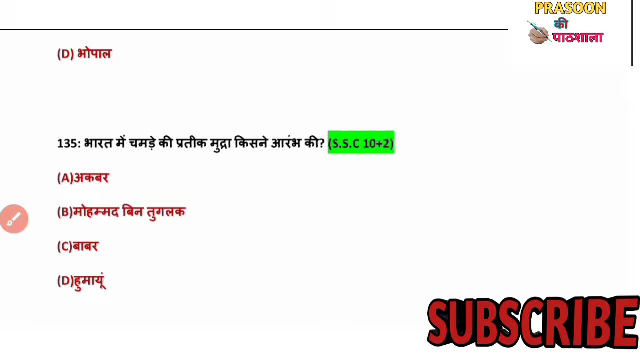 PRASOON
की
पाठशाला
(D) भोपाल
135: भारत में चमड़े की प्रतीक मुद्रा किसने आरंभ की? (S.S.C 10+2)
(A)अकबर
(B)मोहम्मद बिन तुगलक
(C)बाबर
(D)हुमायूं
SUBSCRIBE